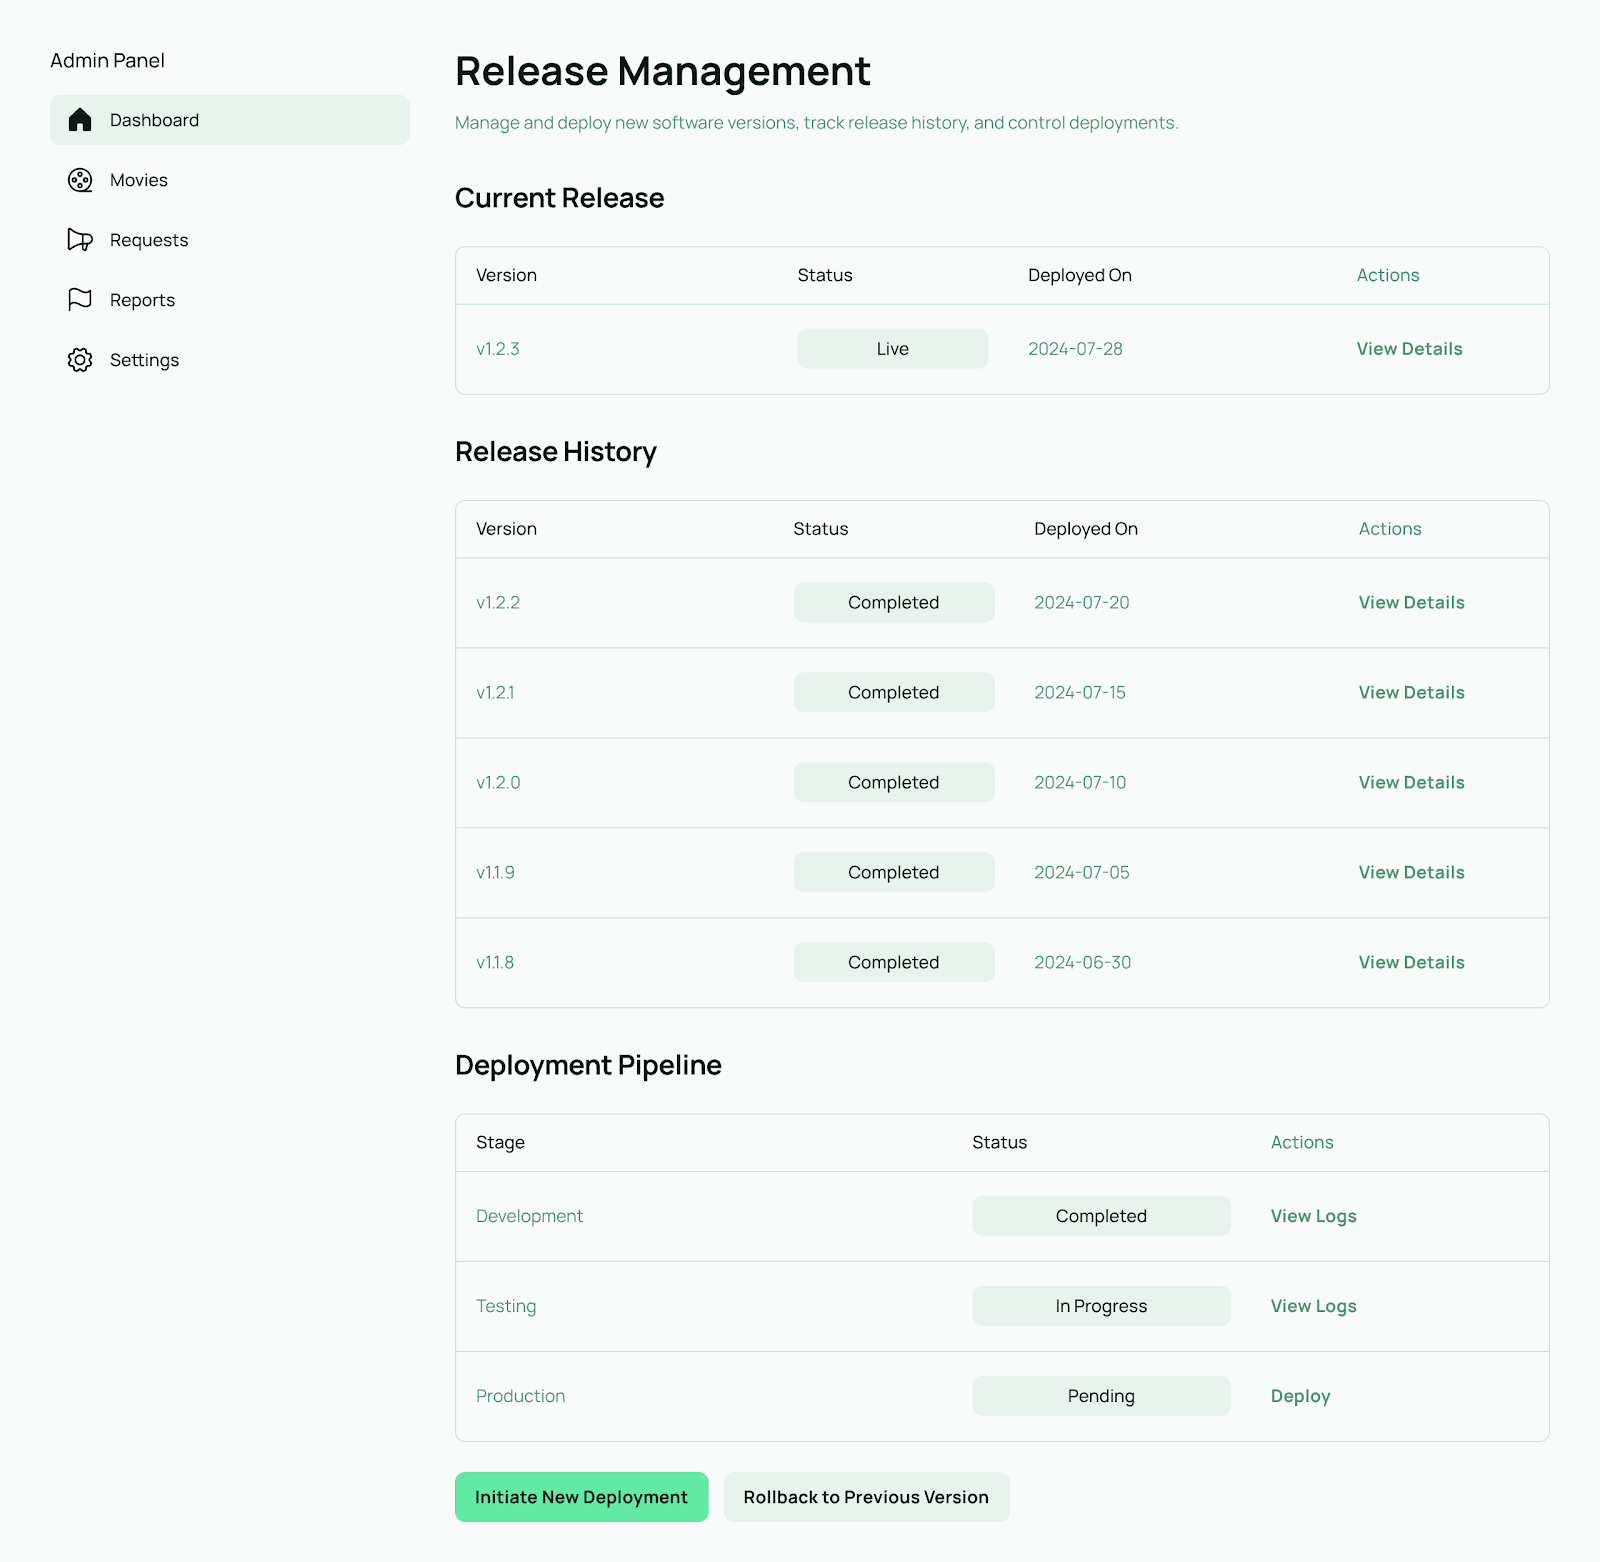 Admin Panel
Dashboard
Movies
Requests
Reports
Settings
Release Management
Manage and deploy new software versions, track release history, and control deployments.
Current Release
Version Status Deployed On Actions
v1.2.3 Live 2024-07-28 View Details
Release History
Version Status Deployed On Actions
v1.2.2 Completed 2024-07-20 View Details
v1.2.1 Completed 2024-07-15 View Details
v1.2.0 Completed 2024-07-10 View Details
v1.1.9 Completed 2024-07-05 View Details
v1.1.8 Completed 2024-06-30 View Details
Deployment Pipeline
Stage Status Actions
Development Completed View Logs
Testing In Progress View Logs
Production Pending Deploy
Initiate New Deployment Rollback to Previous Version